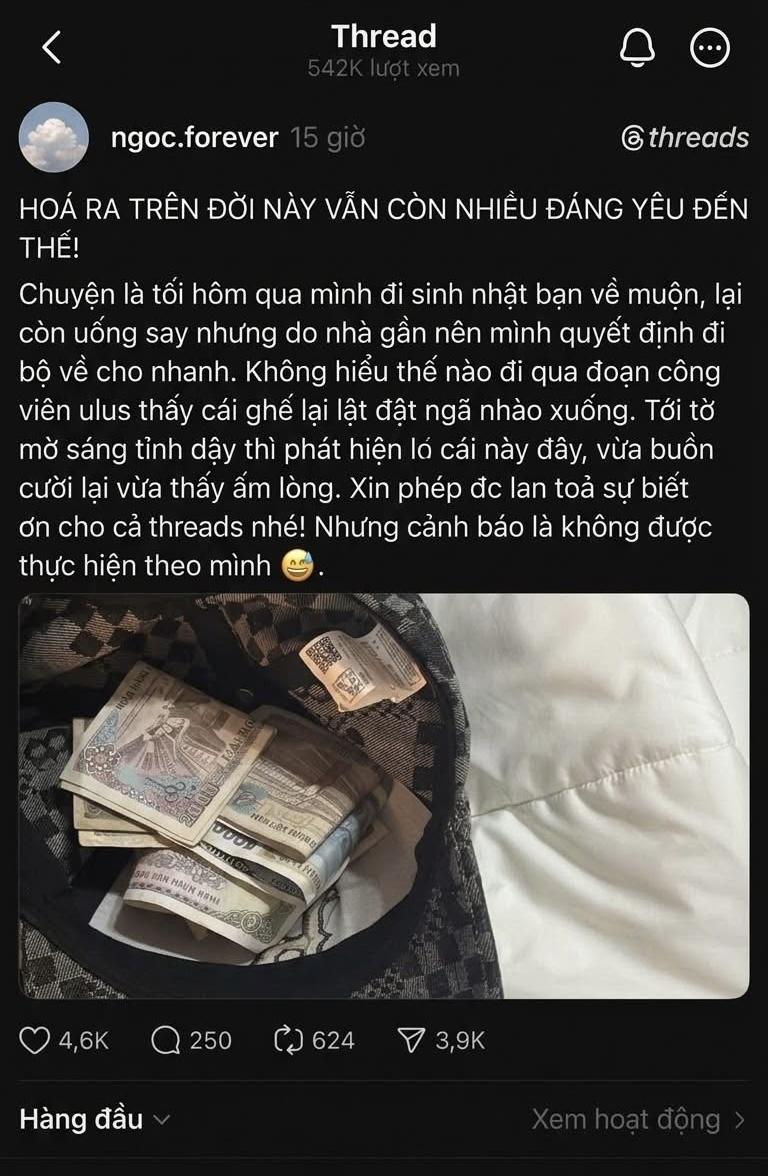 Thread
542K lượt xem
ngoc.forever 15 giờ
threads
HOÁ RA TRÊN ĐỜI NÀY VẪN CÒN NHIỀU ĐÁNG YÊU ĐẾN
THẾ!
Chuyện là tối hôm qua mình đi sinh nhật bạn về muộn, lại
còn uống say nhưng do nhà gần nên mình quyết định đi
bộ về cho nhanh. Không hiểu thế nào đi qua đoạn công
viên ulus thấy cái ghế lại lật đật ngã nhào xuống. Tới tờ
mờ sáng tỉnh dậy thì phát hiện ló cái này đây, vừa buồn
cười lại vừa thấy ấm lòng. Xin phép đc lan toả sự biết
ơn cho cả threads nhé! Nhưng cảnh báo là không được
thực hiện theo mình 😅.
4,6K 250 624 3,9K
Hàng đầu
Xem hoạt động